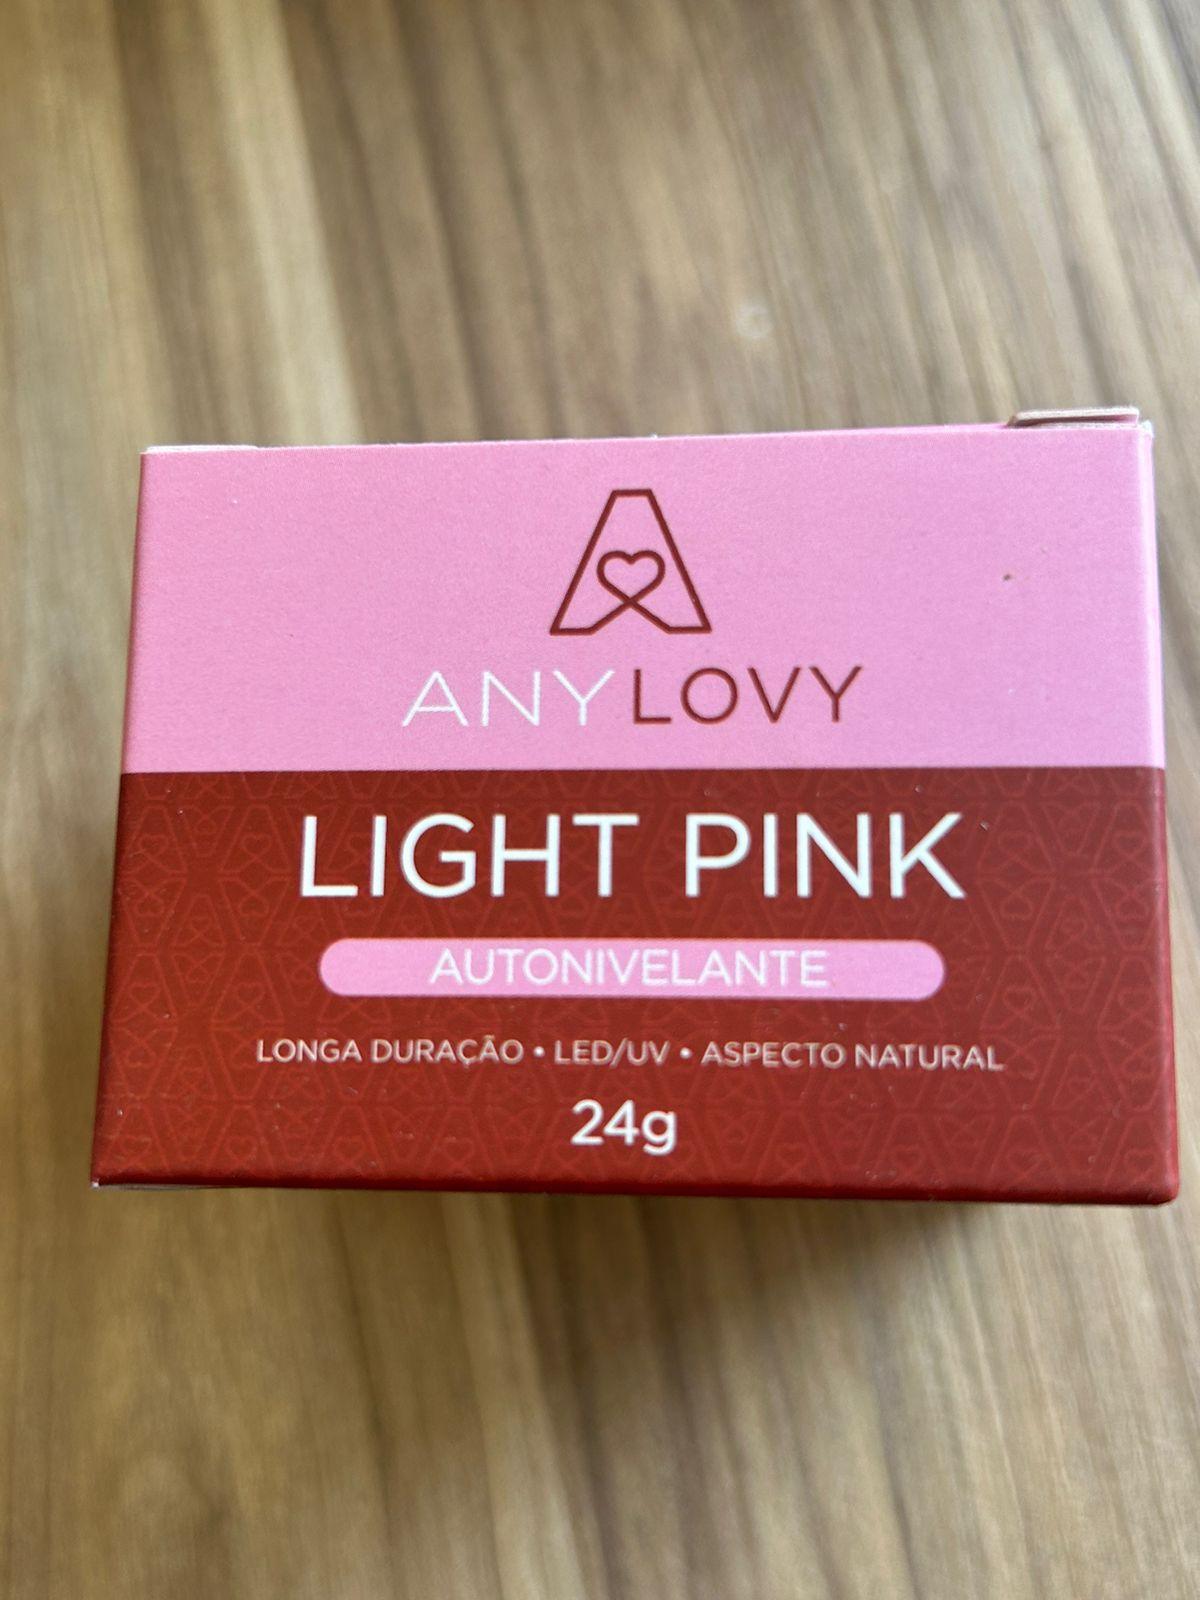 ANYLOVY
LIGHT PINK
AUTONIVELANTE
LONGA DURAÇÃO • LED/UV • ASPECTO NATURAL
24g